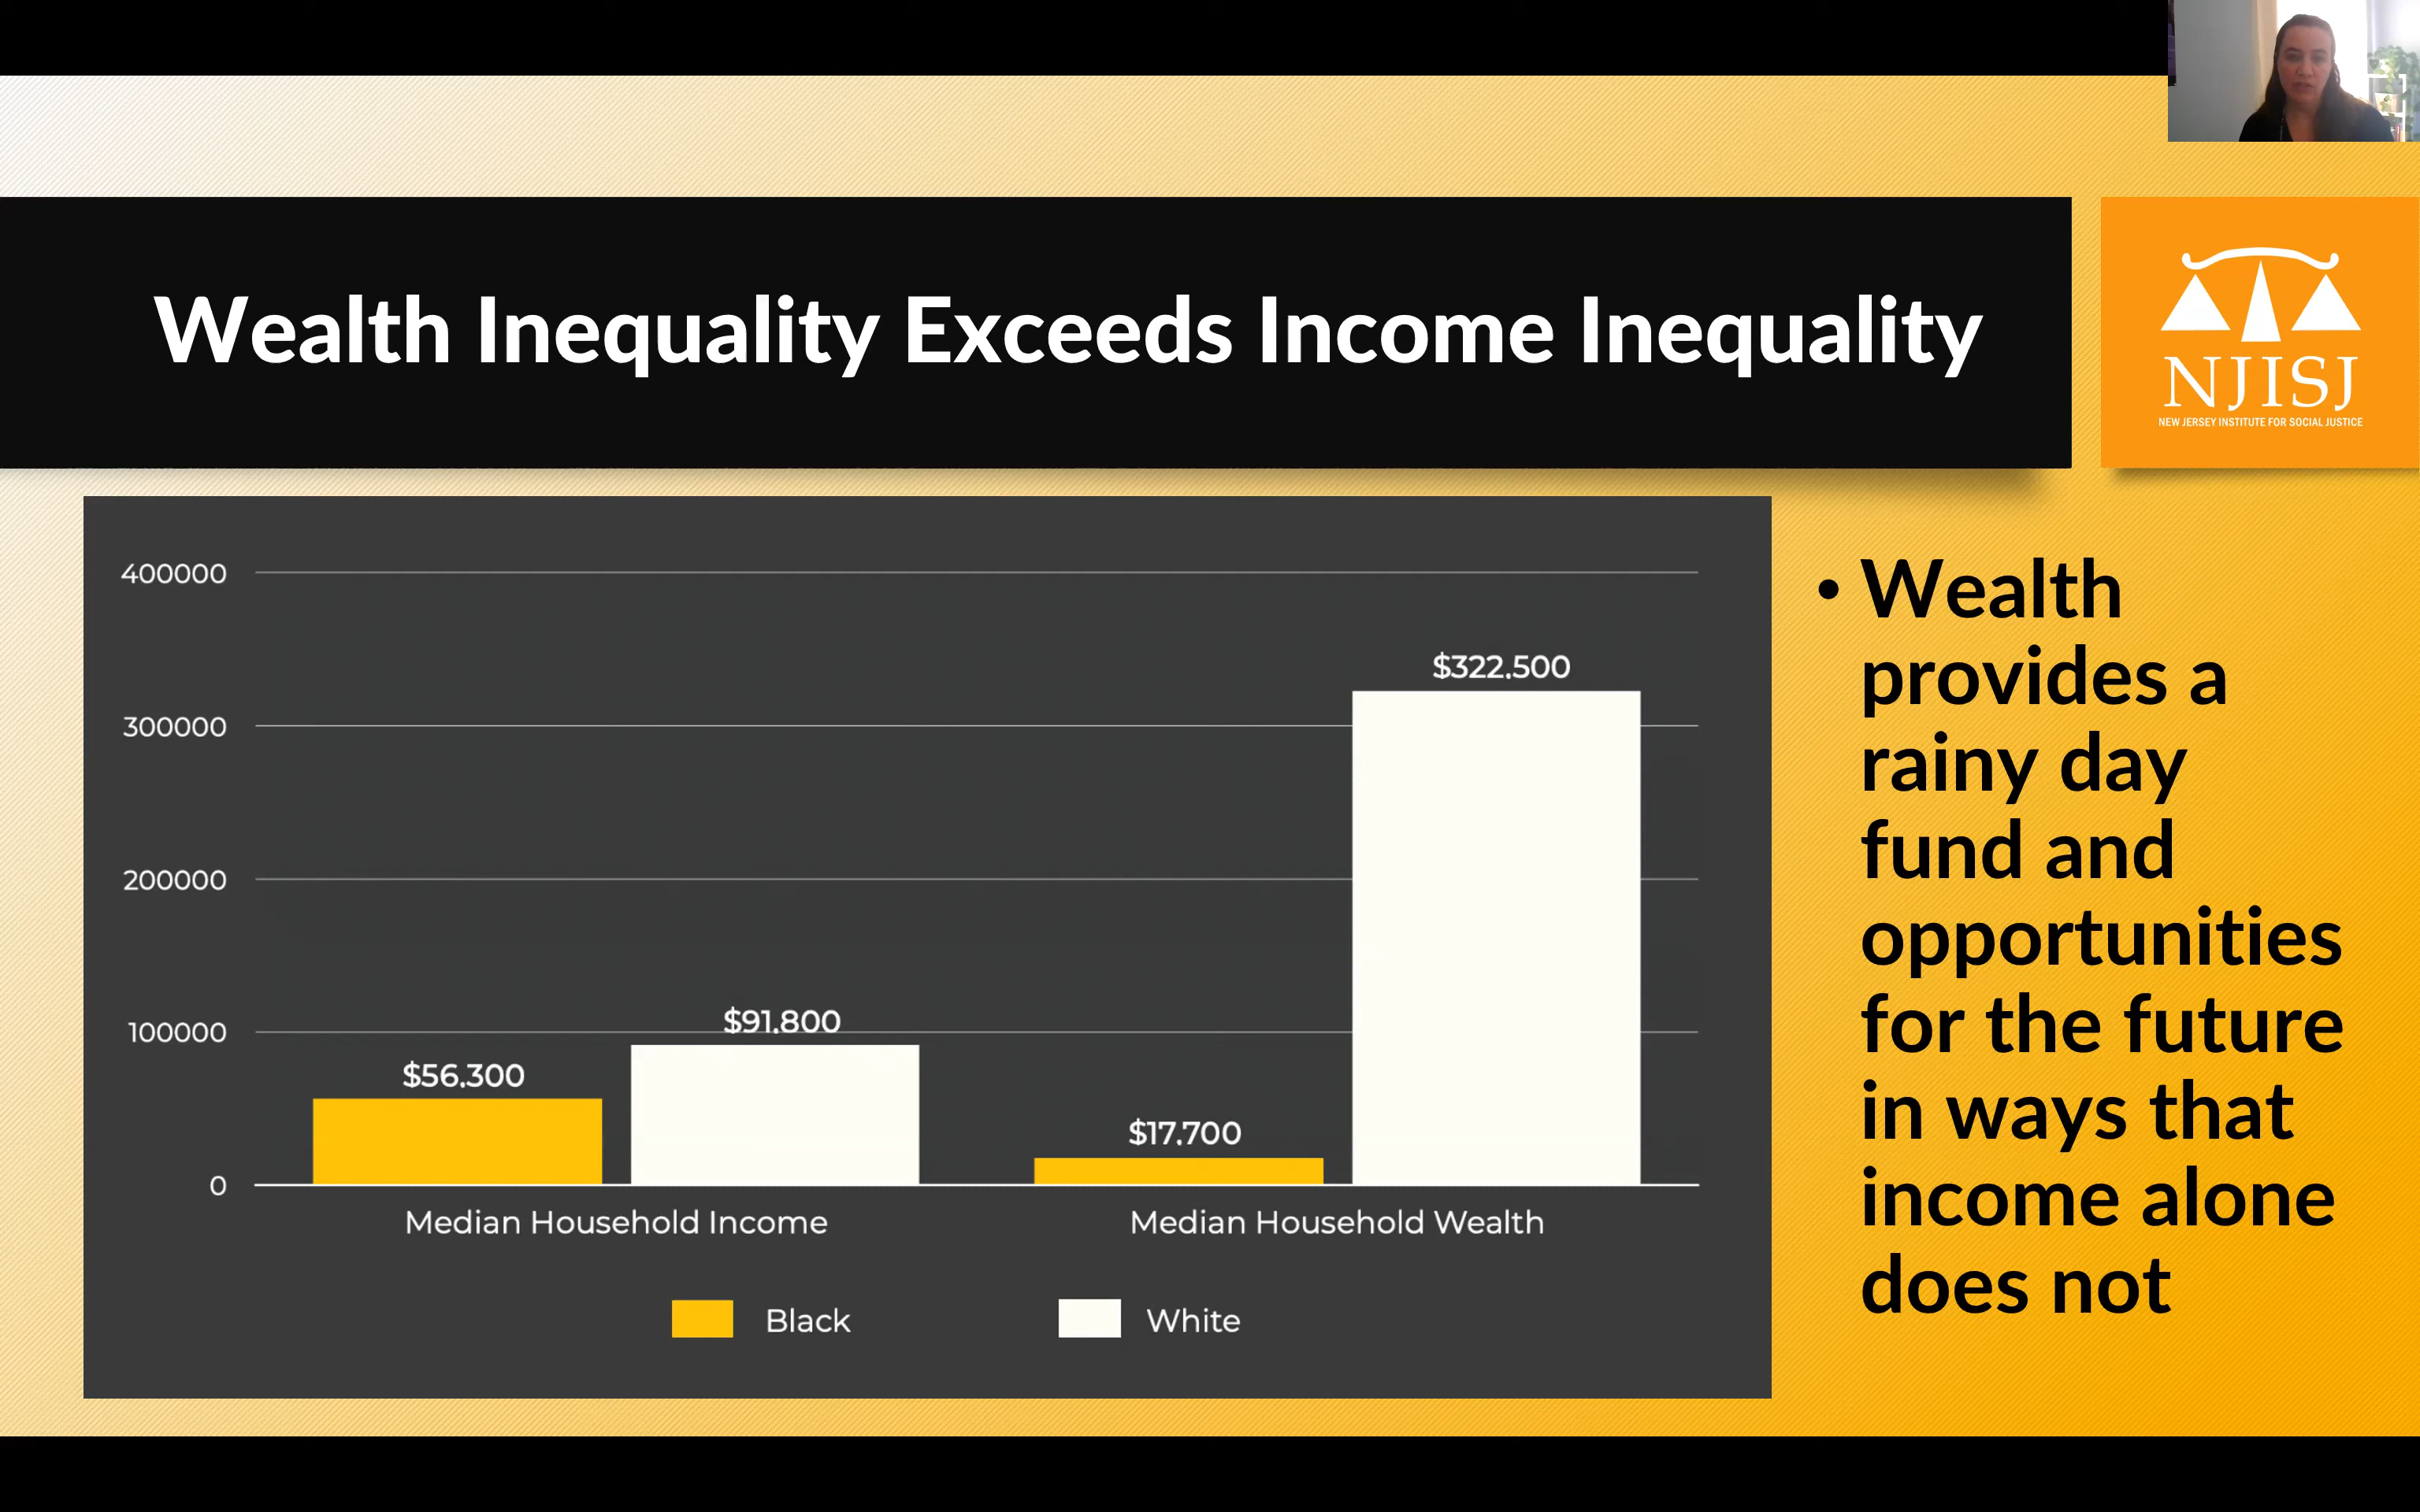 Wealth Inequality Exceeds Income Inequality
NJISJ
NEW JERSEY INSTITUTE FOR SOCIAL JUSTICE
400000
300000
200000
100000
0
$56,300
$91,800
$17,700
$322,500
Median Household Income
Median Household Wealth
Black
White
• Wealth
provides a
rainy day
fund and
opportunities
for the future
in ways that
income alone
does not